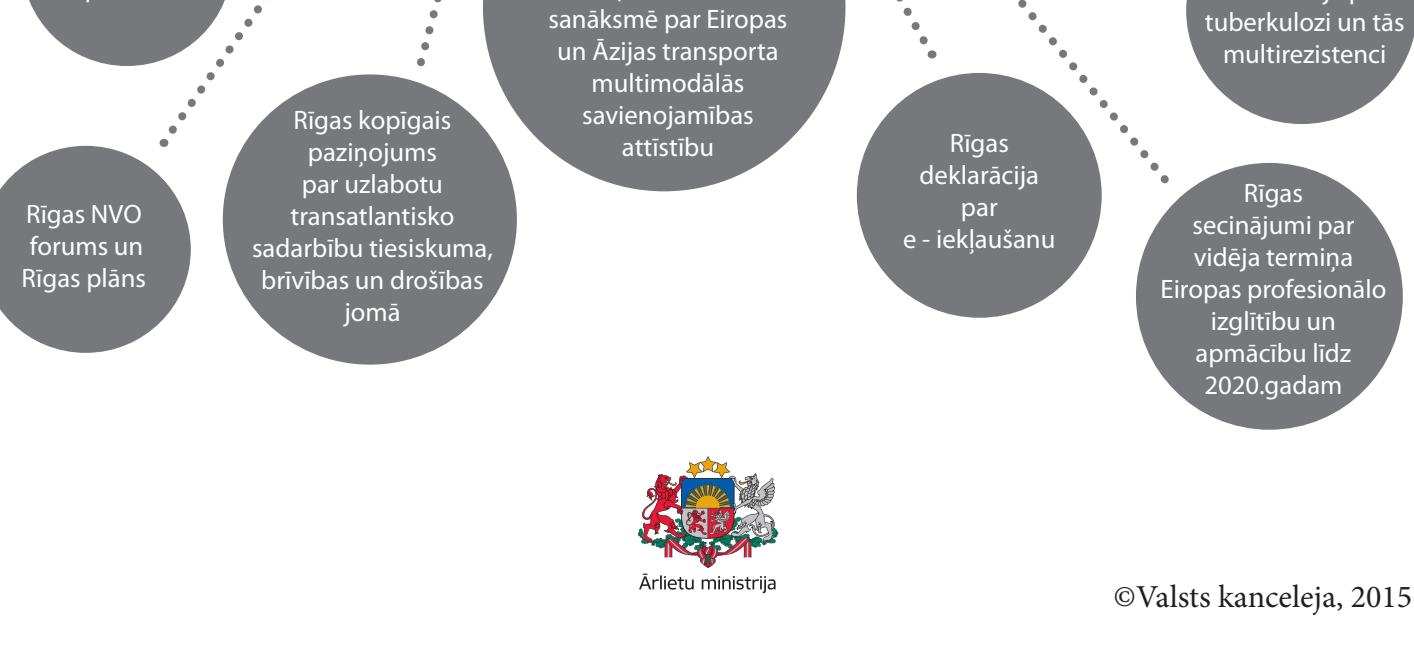 sanāksmē par Eiropas
un Āzijas transporta
multimodālās
savienojamības
attīstību
tuberkulozi un tās
multirezistenci
Rīgas NVO
forums un
Rīgas plāns
Rīgas kopīgais
paziņojums
par uzlabotu
transatlantisko
sadarbību tiesiskuma,
brīvības un drošības
jomā
Rīgas
deklarācija
par
e - iekļaušanu
Rīgas
secinājumi par
vidēja termiņa
Eiropas profesionālo
izglītību un
apmācību līdz
2020.gadam
Ārlietu ministrija
©Valsts kanceleja, 2015